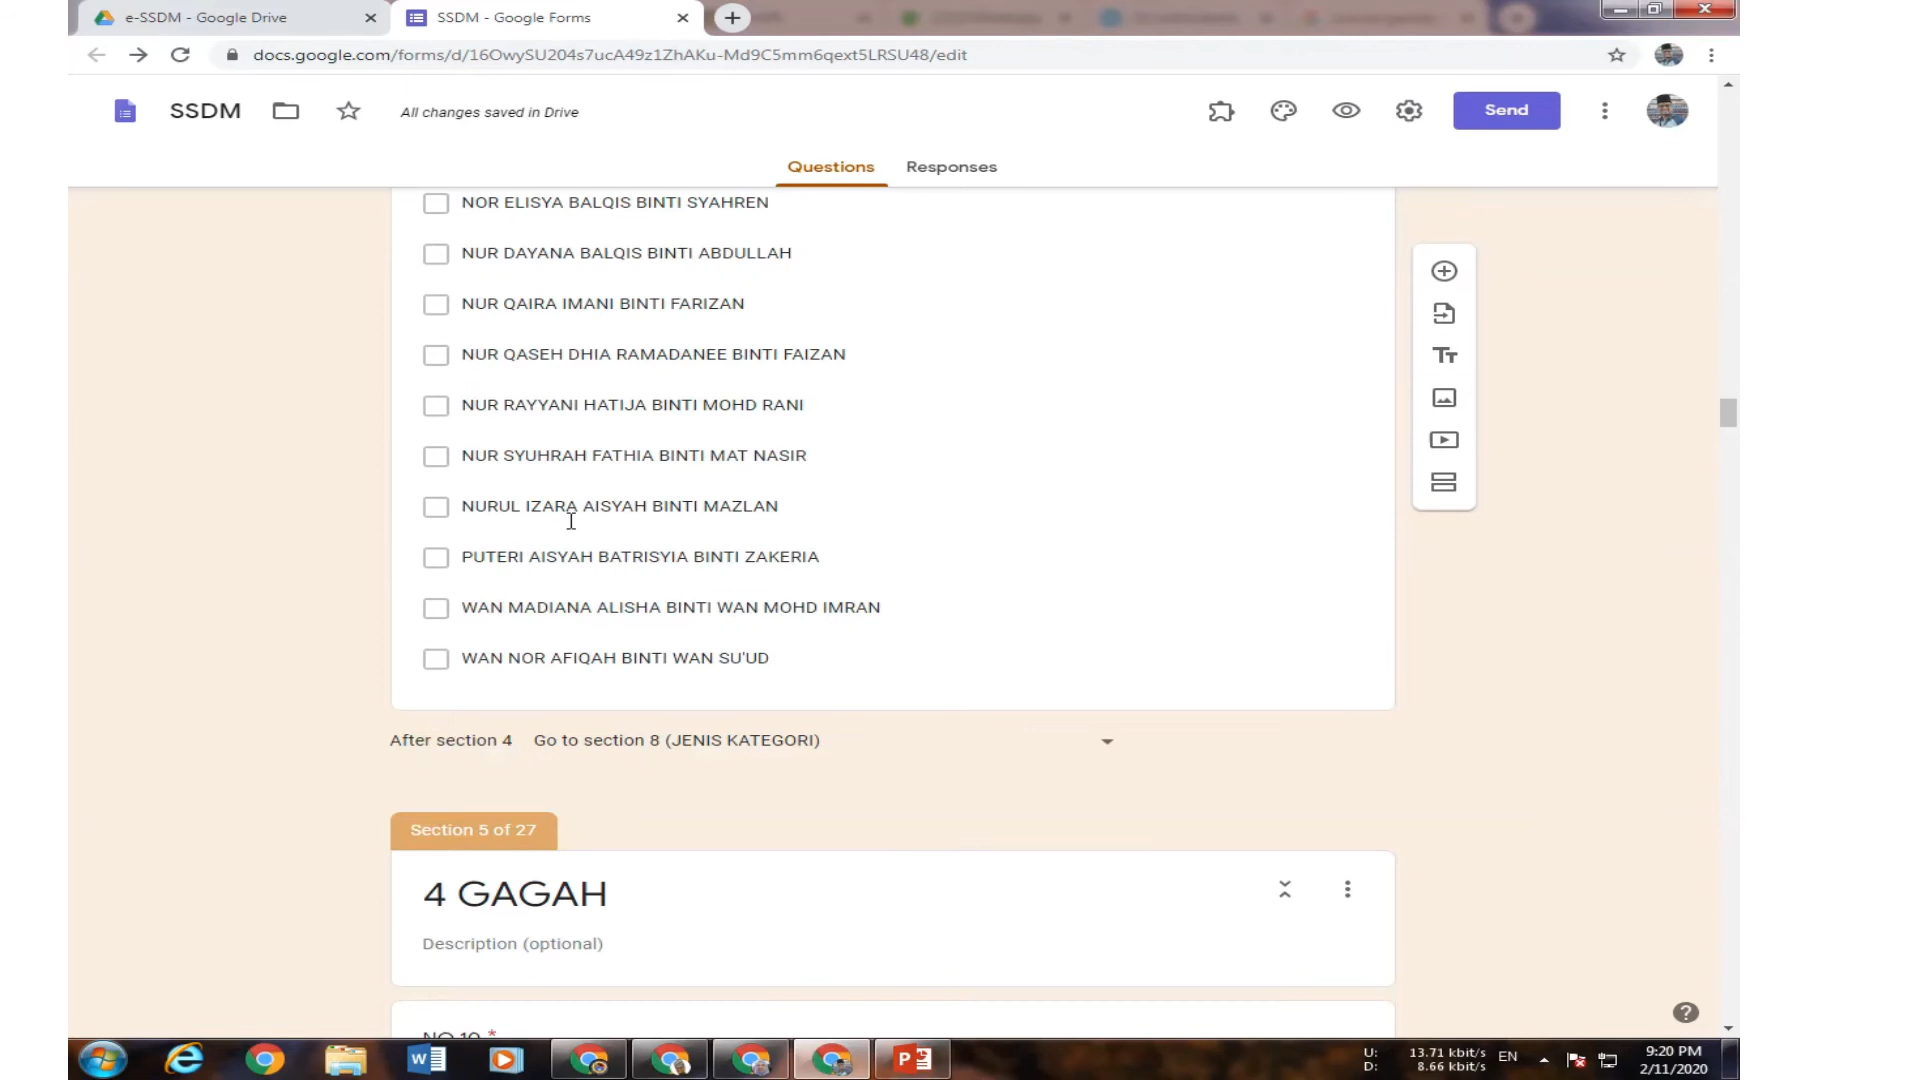 e-SSDM - Google Drive
SSDM - Google Forms
docs.google.com/forms/d/16OwySU204s7ucA49z1ZhAKu-Md9C5mm6qext5LRSU48/edit
SSDM
All changes saved in Drive
Send
Questions
Responses
NOR ELISYA BALQIS BINTI SYAHREN
NUR DAYANA BALQIS BINTI ABDULLAH
NUR QAIRA IMANI BINTI FARIZAN
NUR QASEH DHIA RAMADANEE BINTI FAIZAN
NUR RAYYANI HATIJA BINTI MOHD RANI
NUR SYUHRAH FATHIA BINTI MAT NASIR
NURUL IZARA AISYAH BINTI MAZLAN
PUTERI AISYAH BATRISYIA BINTI ZAKERIA
WAN MADIANA ALISHA BINTI WAN MOHD IMRAN
WAN NOR AFIQAH BINTI WAN SU'UD
After section 4 Go to section 8 (JENIS KATEGORI)
Section 5 of 27
4 GAGAH
Description (optional)
U: 13.71 kbit/s
D: 8.66 kbit/s
EN
9:20 PM
2/11/2020